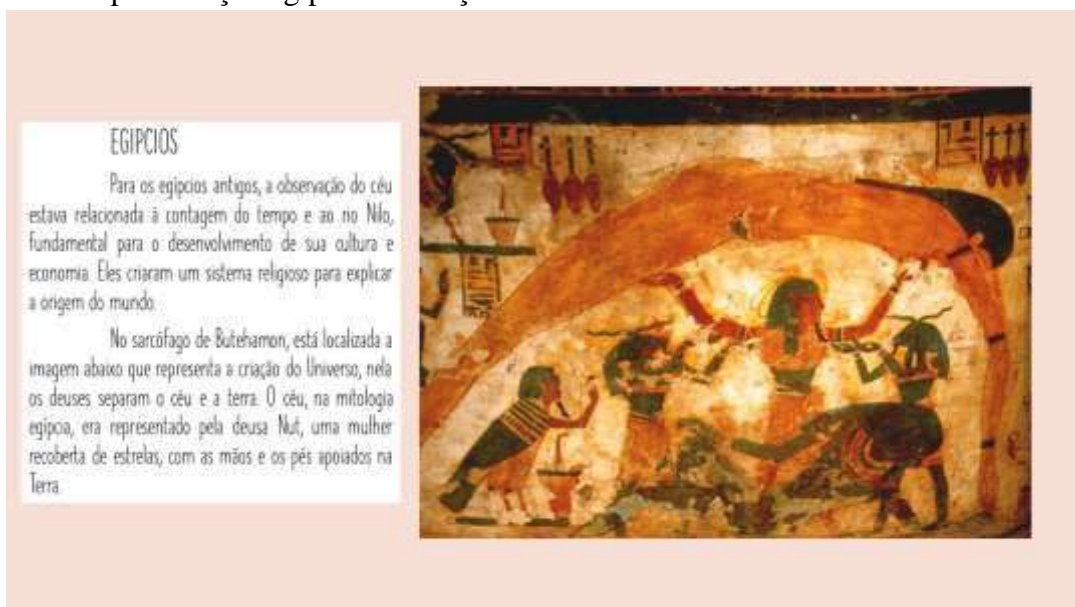 EGIPCIOS
Para os egípcios antigos, a observação do céu
estava relacionada à contagem do tempo e ao rio Nilo,
fundamental para o desenvolvimento de sua cultura e
economia. Eles criaram um sistema religioso para explicar
a origem do mundo.
No sarcófago de Butehamon, está localizada a
imagem abaixo que representa a criação do Universo, nela
os deuses separam o céu e a terra. O céu, na mitologia
egípcia, era representado pela deusa Nut, uma mulher
recoberta de estrelas, com as mãos e os pés apoiados na
Terra.